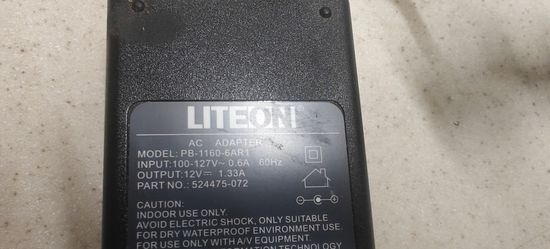 LITEON
AC ADAPTER
MODEL: PB-1160-6AR1
INPUT:100-127V~ 0.6A 60Hz
OUTPUT:12V⎓ 1.33A
PART NO.: 524475-072
CAUTION:
INDOOR USE ONLY.
AVOID ELECTRIC SHOCK, ONLY SUITABLE
FOR DRY WATERPROOF ENVIRONMENT USE.
FOR USE ONLY WITH A/V EQUIPMENT.
INFORMATION TECHNOLOGY